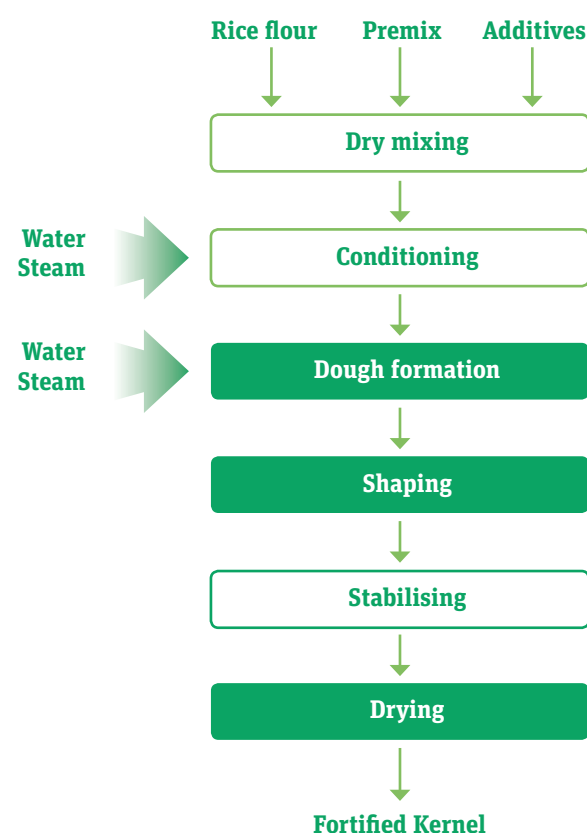 Rice flour Premix Additives
Dry mixing
Water
Steam
Conditioning
Water
Steam
Dough formation
Shaping
Stabilising
Drying
Fortified Kernel